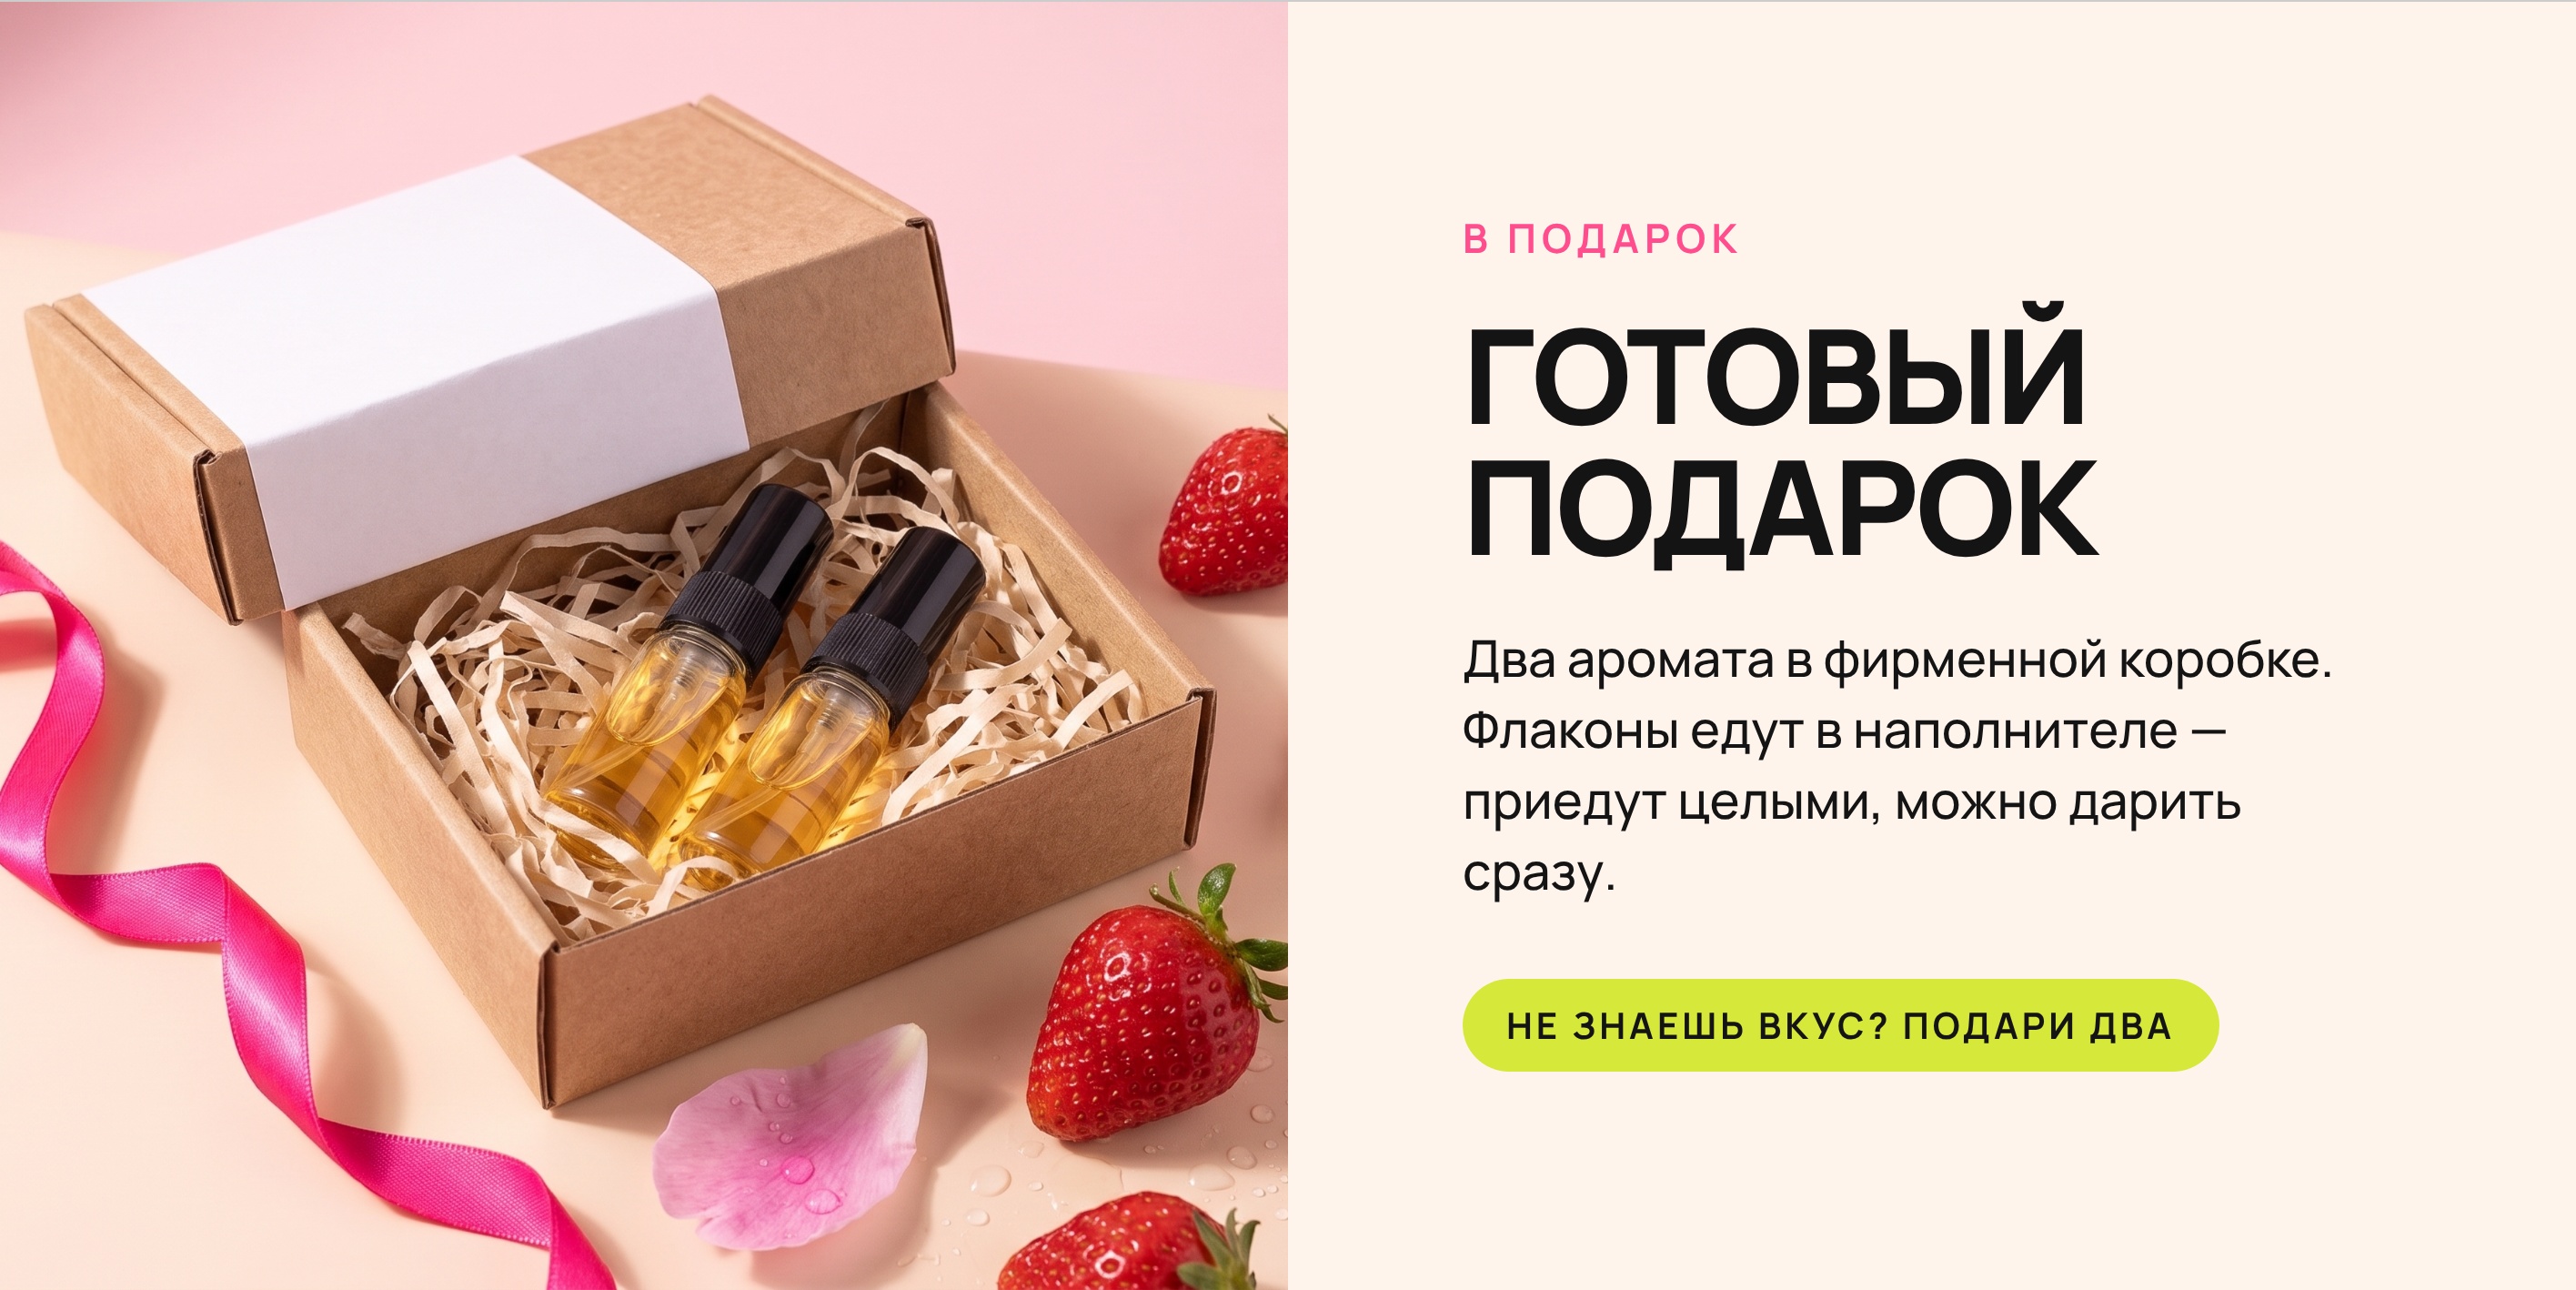 В ПОДАРОК
ГОТОВЫЙ
ПОДАРОК
Два аромата в фирменной коробке.
Флаконы едут в наполнителе —
приедут целыми, можно дарить
сразу.
НЕ ЗНАЕШЬ ВКУС? ПОДАРИ ДВА